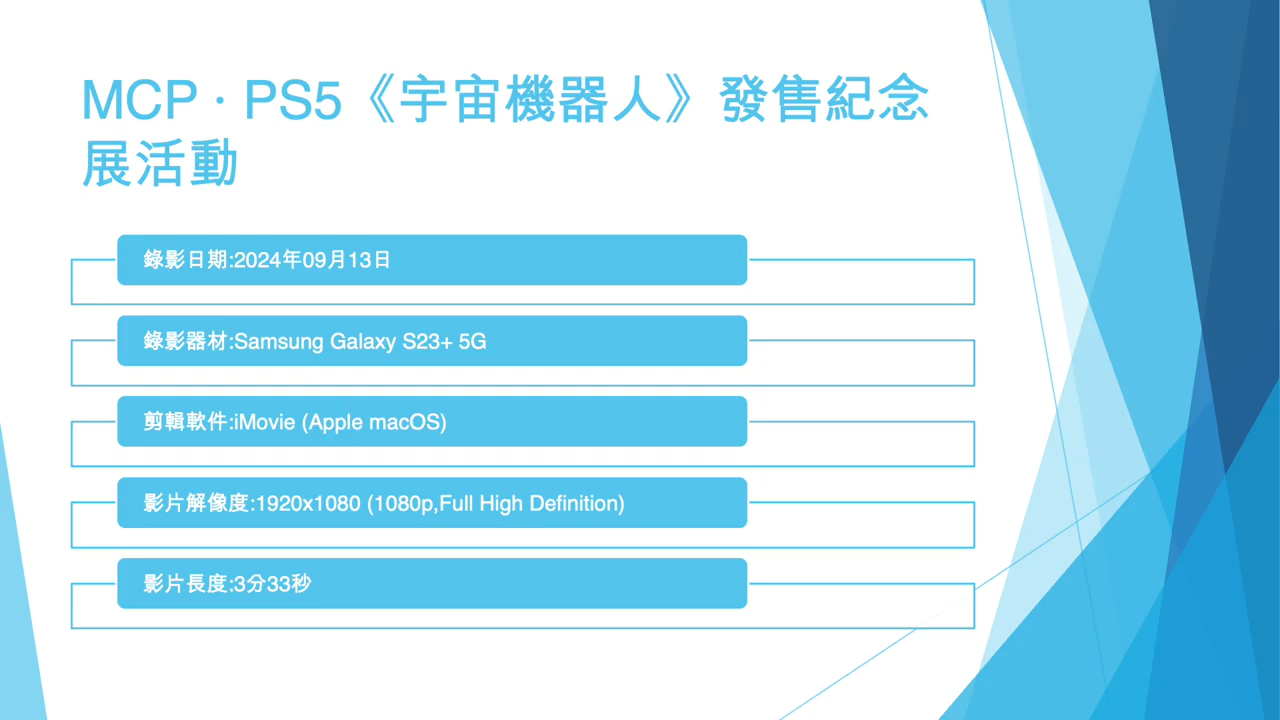 MCP · PS5《宇宙機器人》發售紀念
展活動
錄影日期:2024年09月13日
錄影器材:Samsung Galaxy S23+ 5G
剪輯軟件:iMovie (Apple macOS)
影片解像度:1920x1080 (1080p,Full High Definition)
影片長度:3分33秒